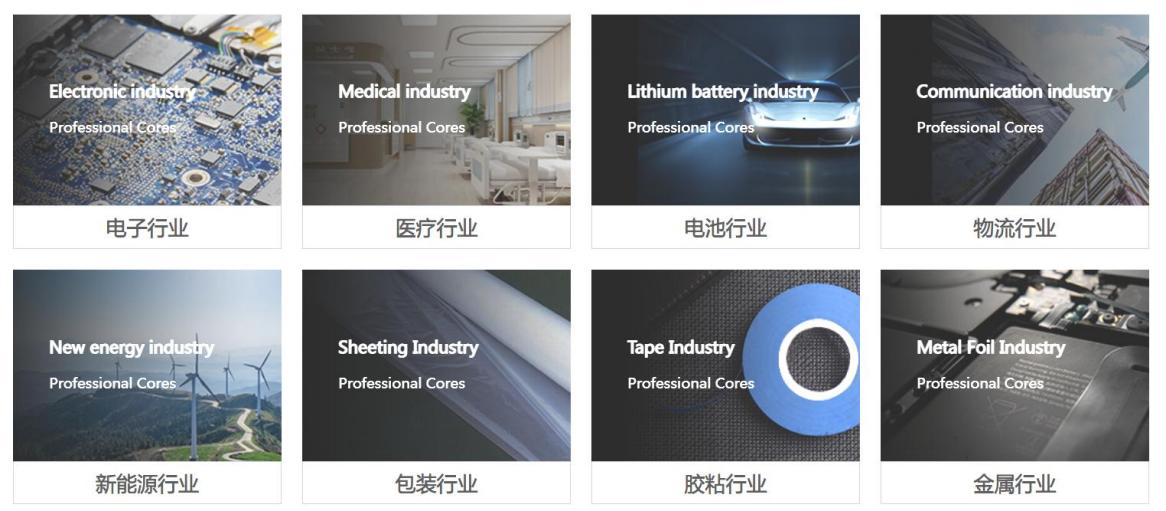 Electronic industry
Professional Cores
电子行业
Medical industry
Professional Cores
医疗行业
Lithium battery industry
Professional Cores
电池行业
Communication industry
Professional Cores
物流行业
New energy industry
Professional Cores
新能源行业
Sheeting Industry
Professional Cores
包装行业
Tape Industry
Professional Cores
胶粘行业
Metal Foil Industry
Professional Cores
金属行业